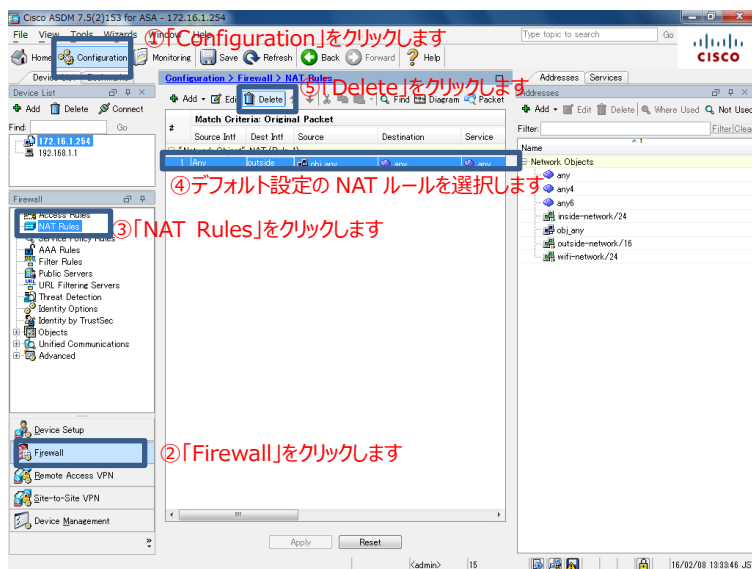 Cisco ASDM 7.5(2)153 for ASA - 172.16.1.254
File View Tools Wizards Window Help
Type topic to search
Go
①「Configuration」をクリックします
Home
Configuration
Monitoring
Save
Refresh
Back
Forward
Help
CISCO
Device List
Bookmarks
Device List
Add
Delete
Connect
Find:
Go
172.16.1.254
192.168.1.1
Configuration > Firewall > NAT Rules
⑤「Delete」をクリックします
Add
Edit
Delete
Find
Diagram
Packet
#
Match Criteria: Original Packet
Source Intf
Dest Intf
Source
Destination
Service
"Network Object" NAT (Rule 1)
1
Any
outside
obj_any
any
any
④デフォルト設定の NAT ルールを選択します
Addresses
Services
Addresses
Add
Edit
Delete
Where Used
Not Used
Filter:
Filter
Clea
Name
Network Objects
any
any4
any6
inside-network/24
obj_any
outside-network/16
wifi-network/24
Firewall
Access Rules
NAT Rules
③「NAT Rules」をクリックします
Service Policy Rules
AAA Rules
Filter Rules
Public Servers
URL Filtering Servers
Threat Detection
Identity Options
Identity by TrustSec
Objects
Unified Communications
Advanced
Device Setup
Firewall
②「Firewall」をクリックします
Remote Access VPN
Site-to-Site VPN
Device Management
Apply
Reset
<admin>
15
16/02/08 13:33:46 JS